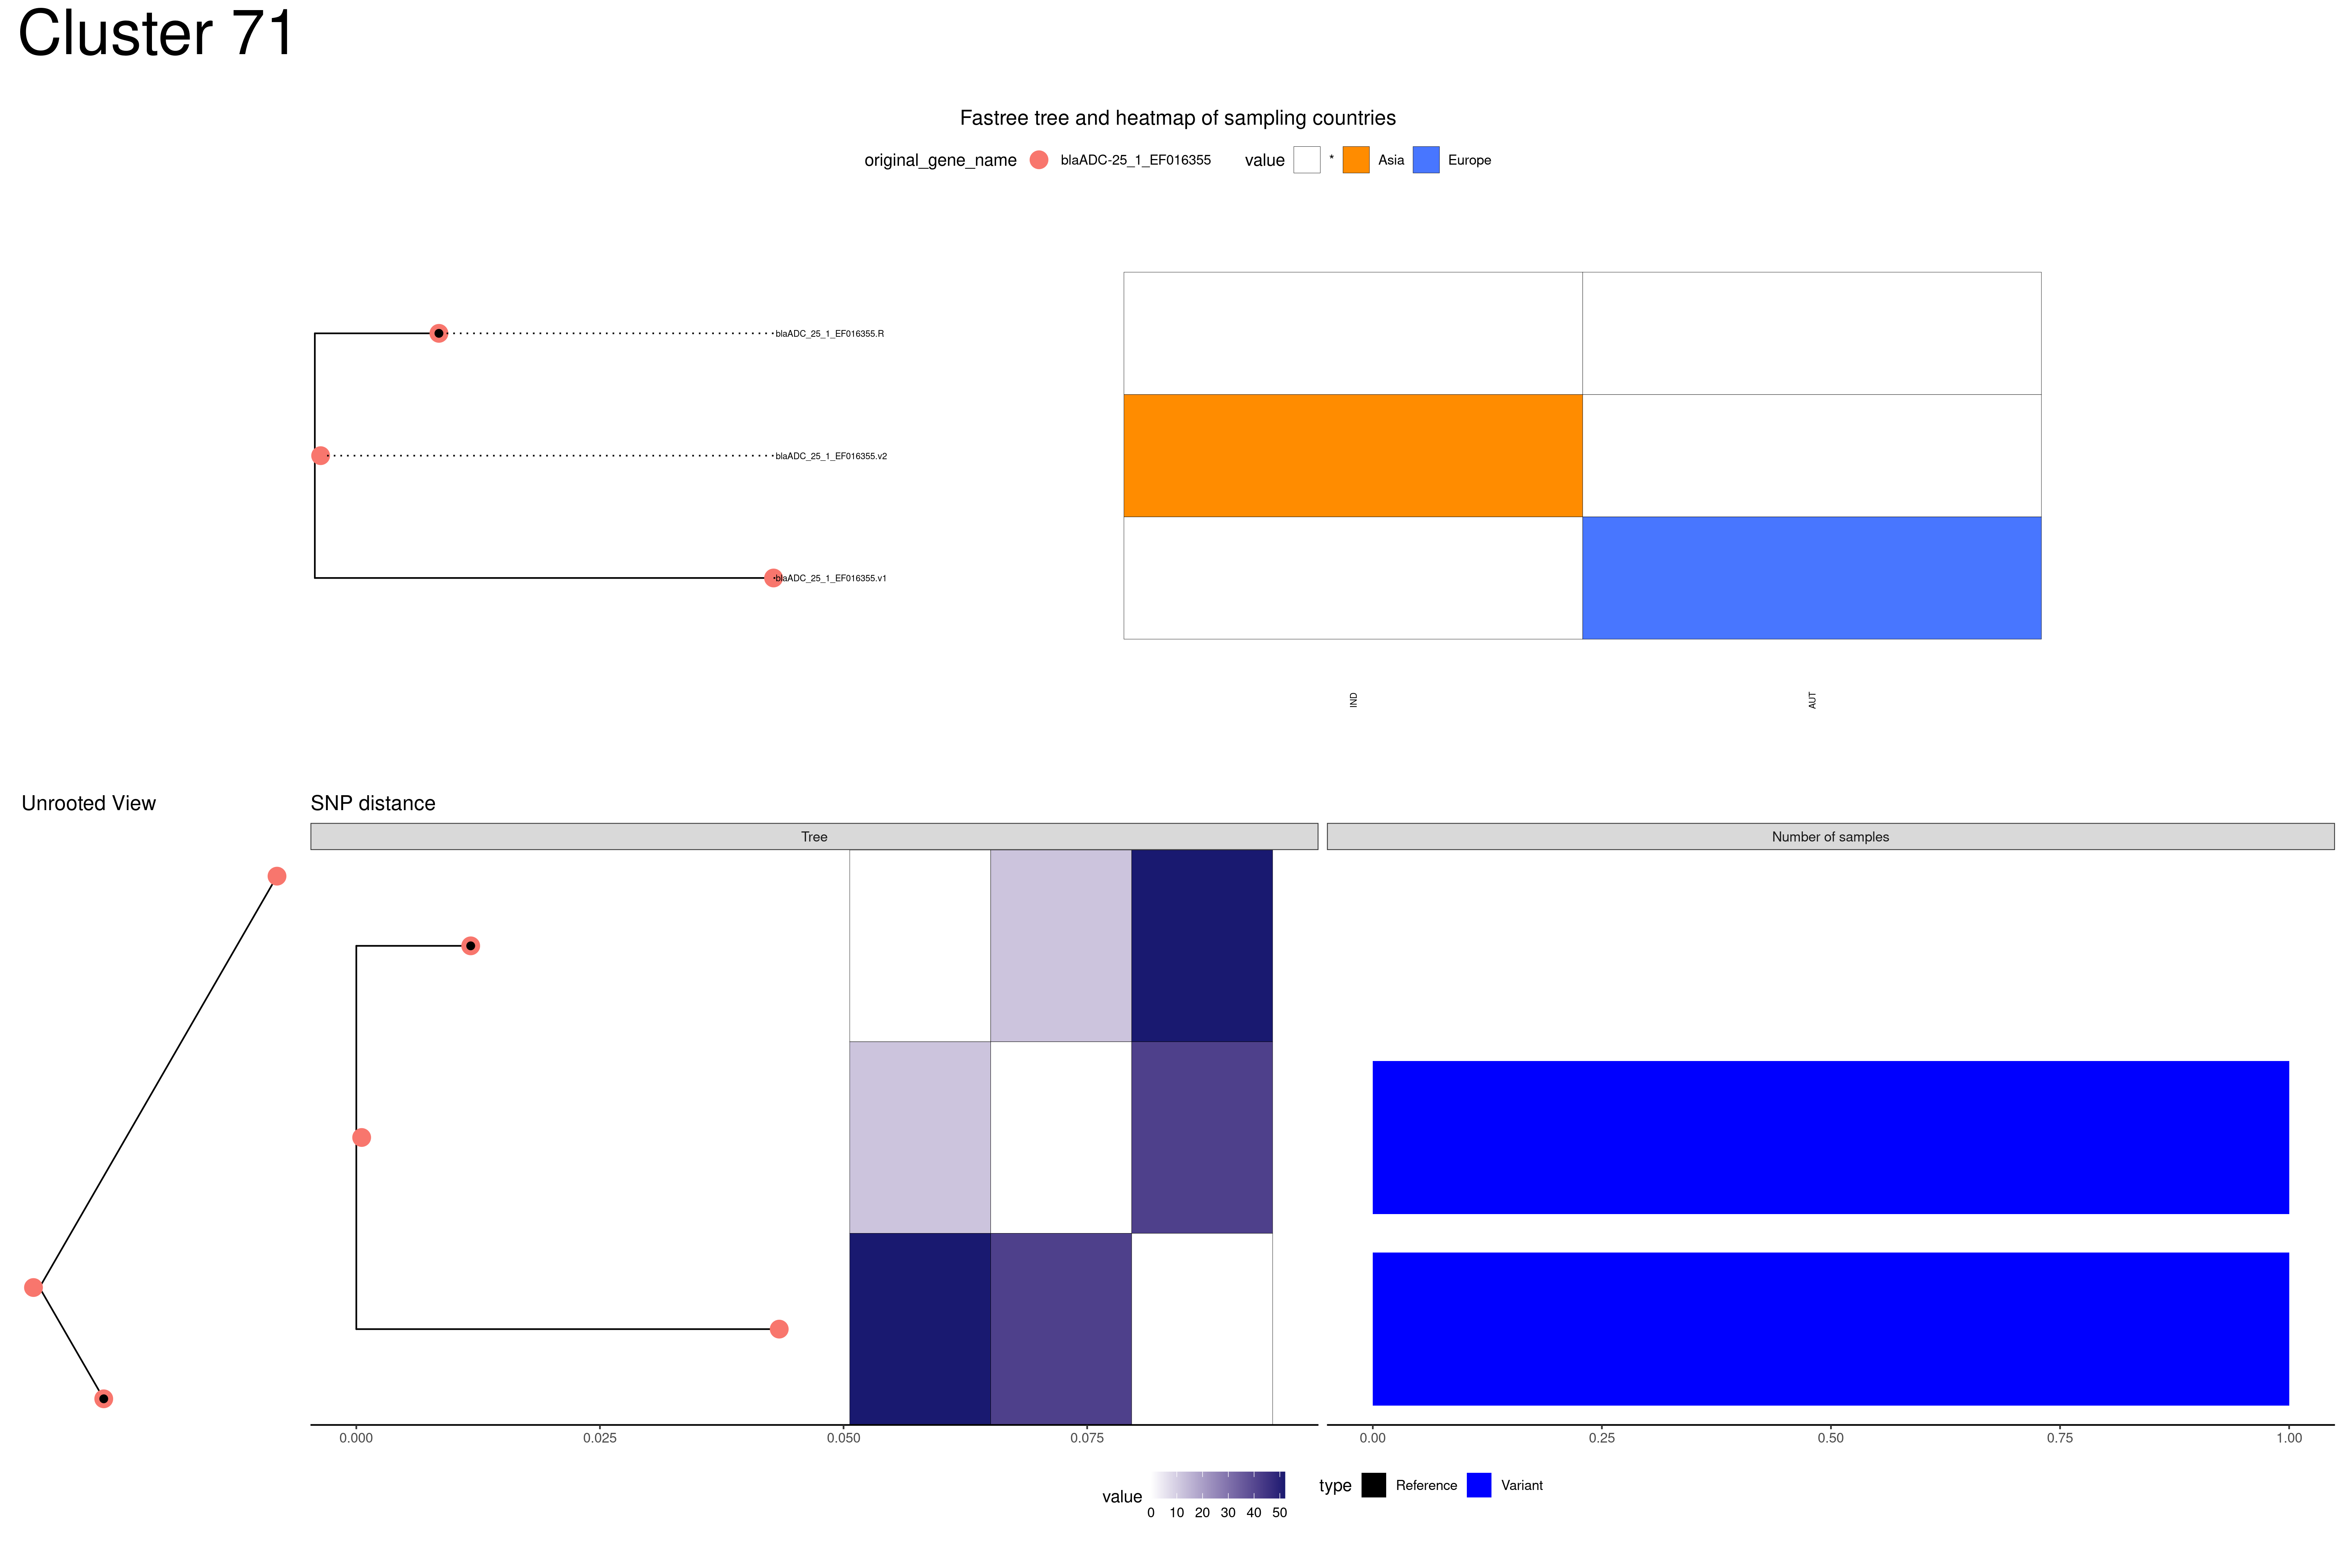 Cluster 71
Fastree tree and heatmap of sampling countries
original_gene_name blaADC-25_1_EF016355 value * Asia Europe
blaADC_25_1_EF016355.R
blaADC_25_1_EF016355.v2
blaADC_25_1_EF016355.v1
IND AUT
Unrooted View SNP distance
Tree Number of samples
0.000 0.025 0.050 0.075 0.00 0.25 0.50 0.75 1.00
value 0 10 20 30 40 50 type Reference Variant